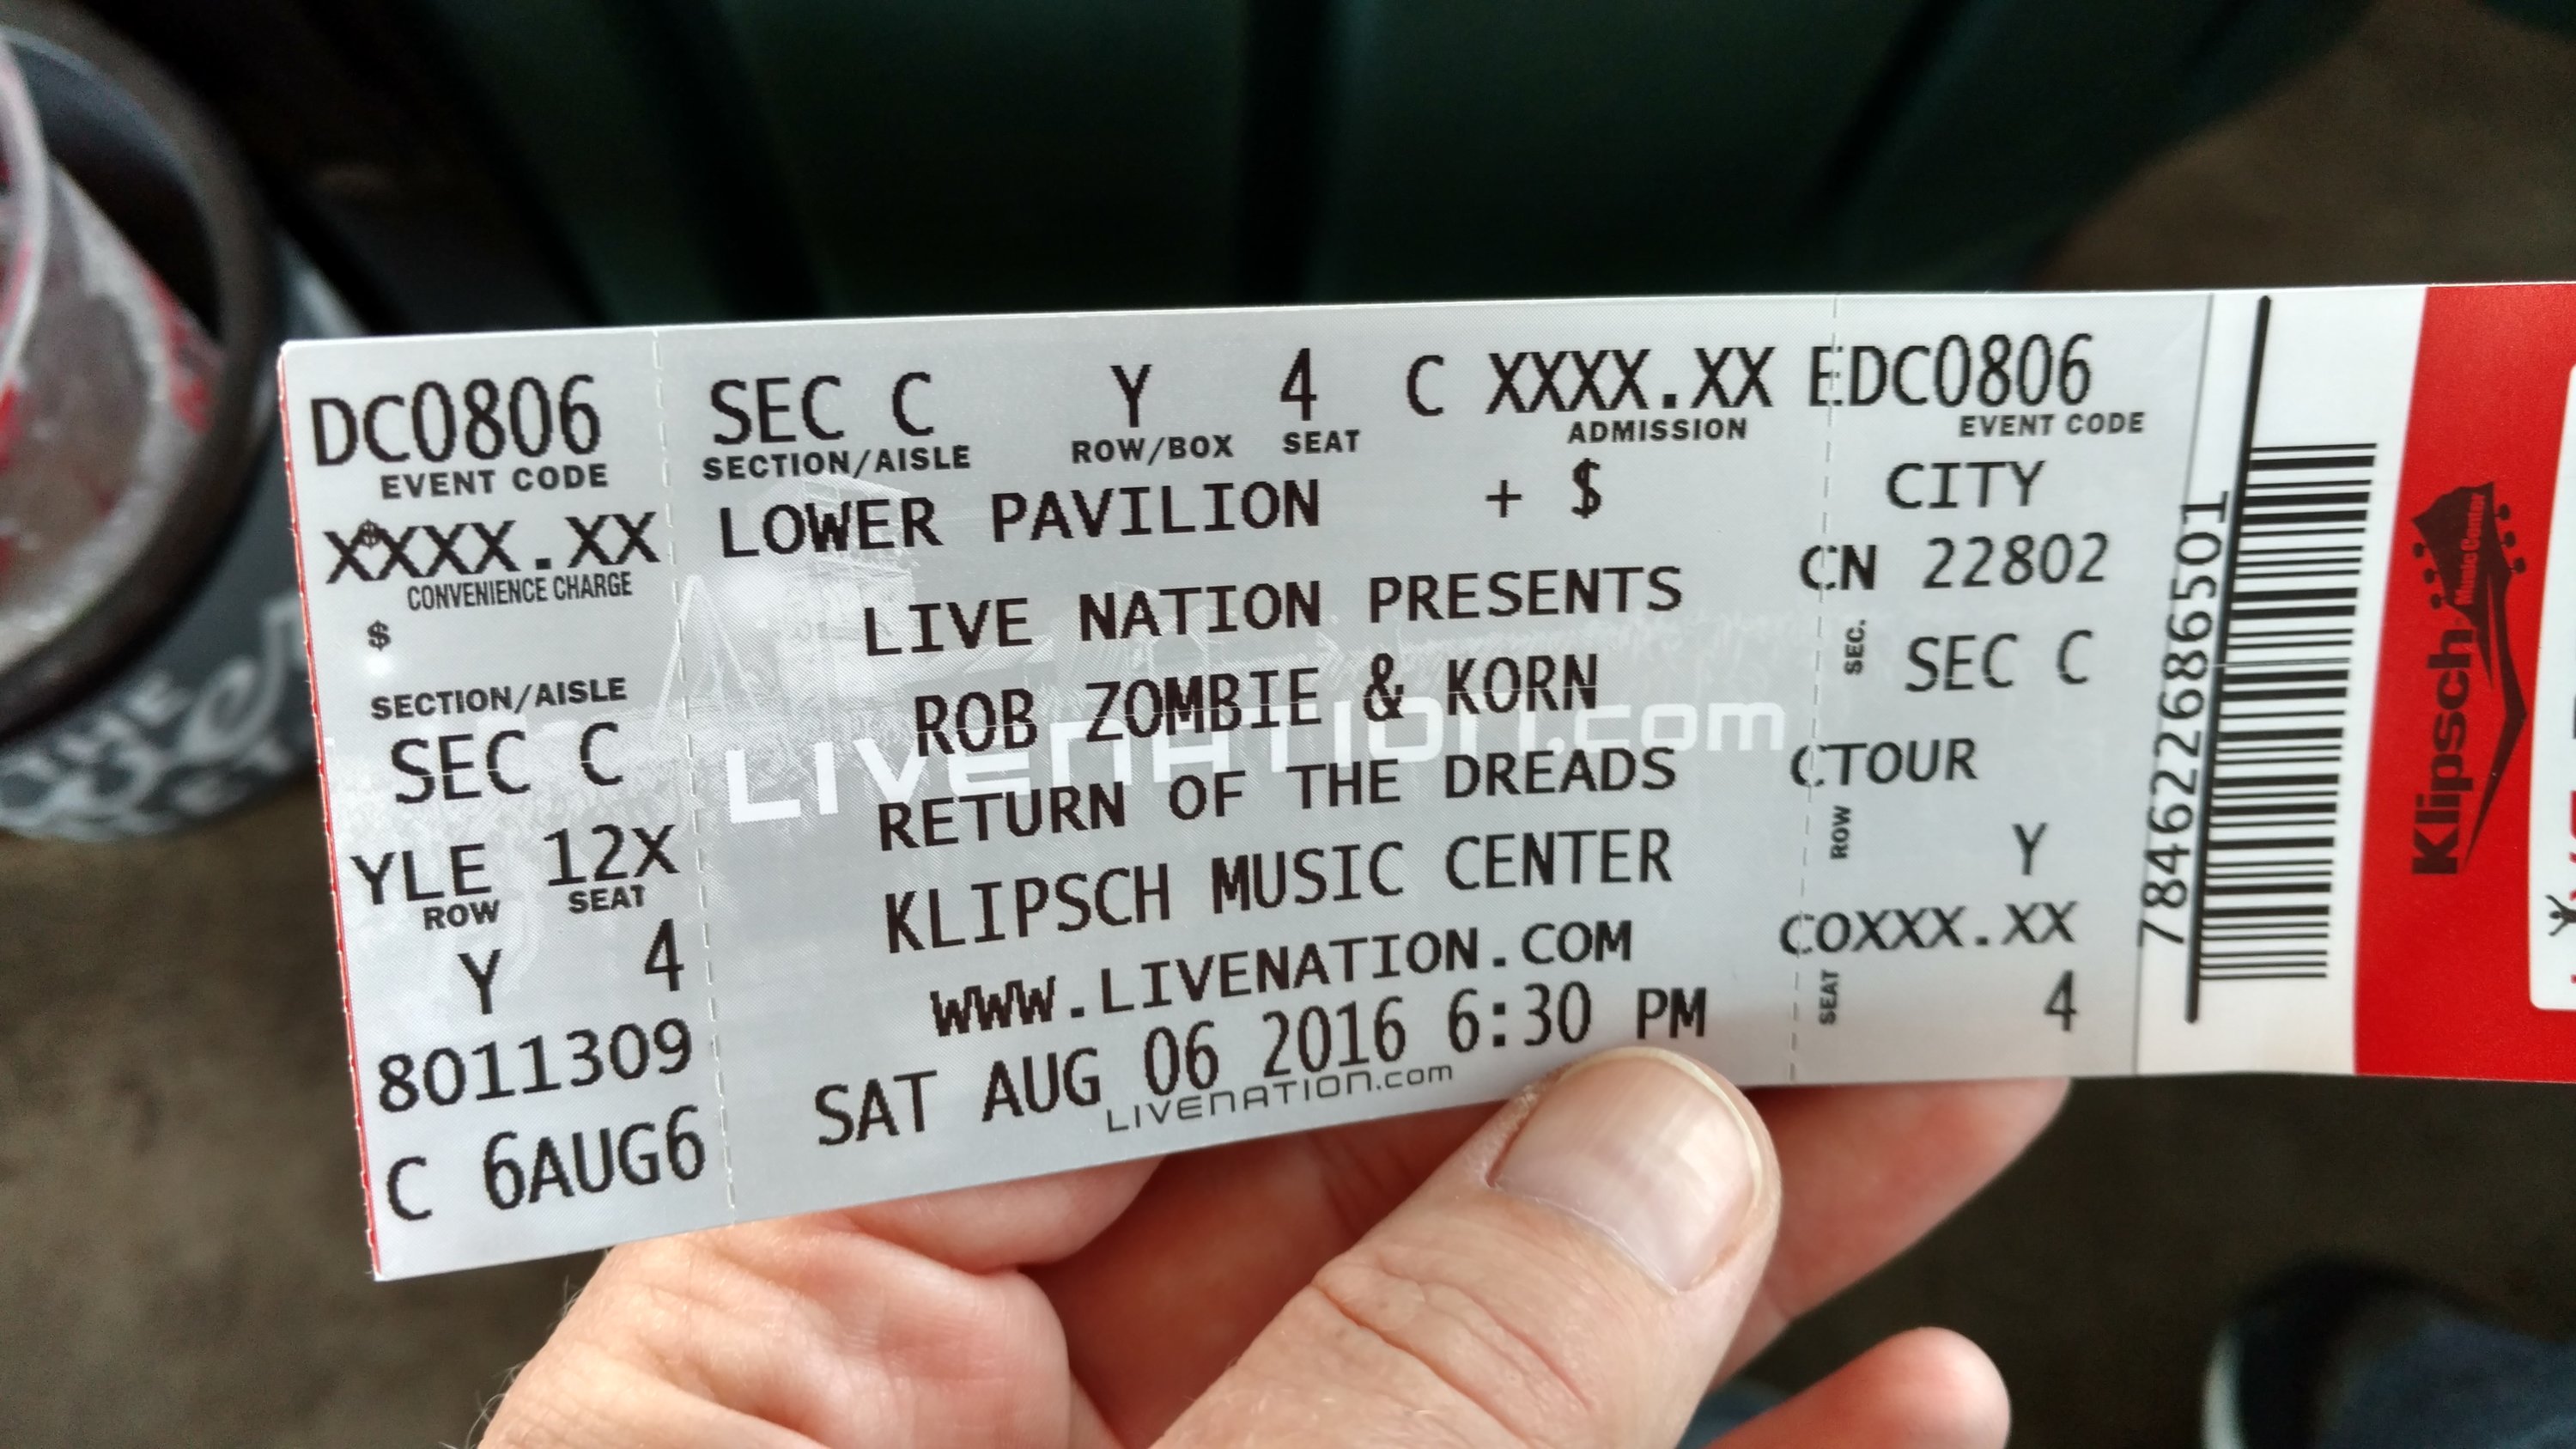 DC0806
EVENT CODE
XXXX.XX
$
CONVENIENCE CHARGE
$
SECTION/AISLE
SEC C
YLE 12X
ROW SEAT
Y 4
8011309
C 6AUG6
SEC C Y 4 C XXXX.XX EDC0806
SECTION/AISLE ROW/BOX SEAT ADMISSION EVENT CODE
LOWER PAVILION + $
LIVE NATION PRESENTS
ROB ZOMBIE & KORN
LIVENATION.com
RETURN OF THE DREADS
KLIPSCH MUSIC CENTER
WWW.LIVENATION.COM
SAT AUG 06 2016 6:30 PM
LIVENATION.com
CITY
CN 22802
SEC.
SEC C
CTOUR
ROW
Y
COXXX.XX
SEAT
4
784622686501
Klipsch
Music Center